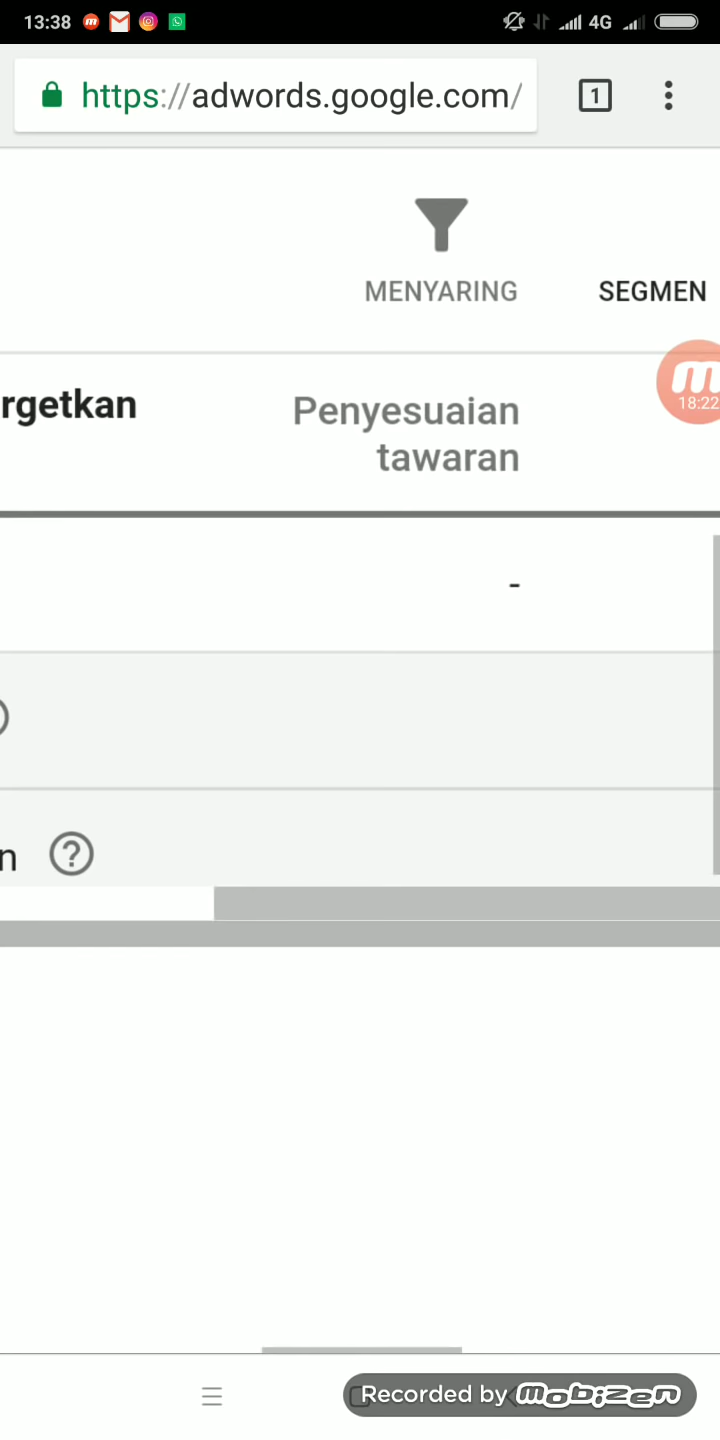 13:38
4G
https://adwords.google.com/
1
MENYARING
SEGMEN
rgetkan
Penyesuaian
tawaran
18:22
-
n
?
Recorded by mobizen